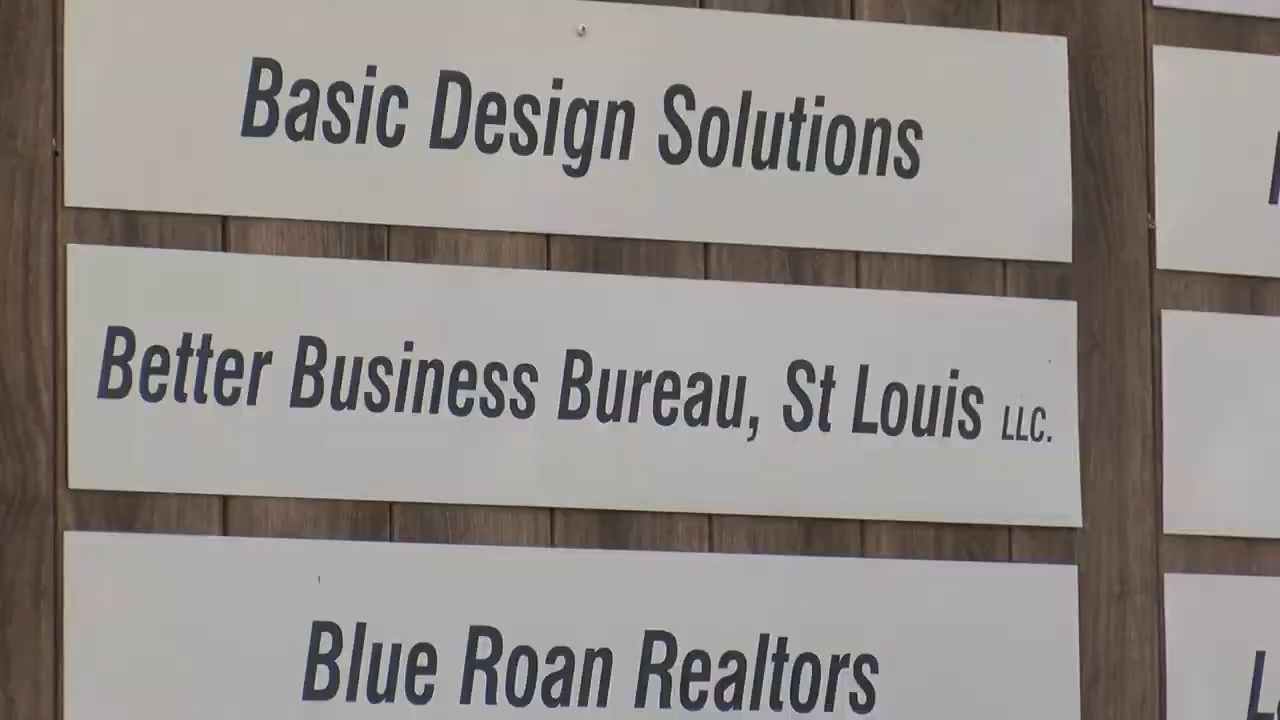 Basic Design Solutions
Better Business Bureau, St Louis LLC.
Blue Roan Realtors